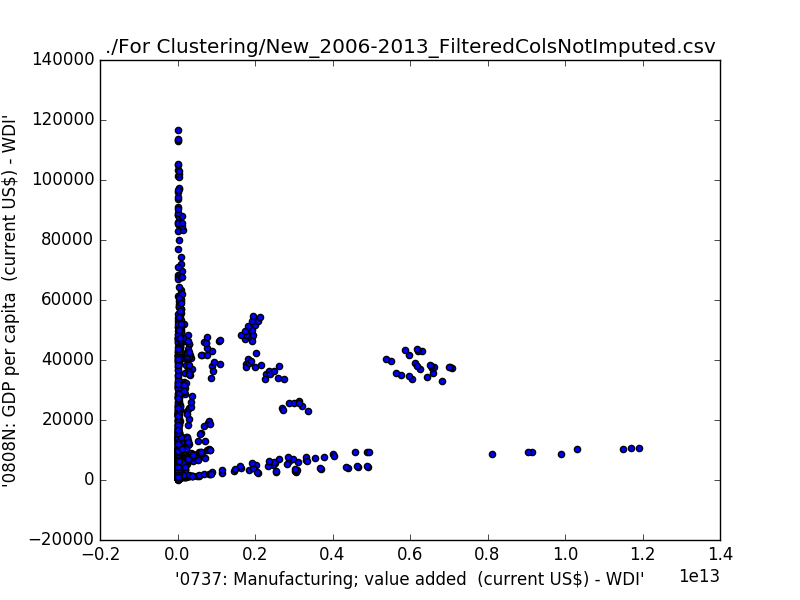 ./For Clustering/New_2006-2013_FilteredColsNotImputed.csv
140000
120000
100000
80000
60000
40000
20000
0
−20000
'0808N: GDP per capita  (current US$) - WDI'
−0.2 0.0 0.2 0.4 0.6 0.8 1.0 1.2 1.4
1e13
'0737: Manufacturing; value added  (current US$) - WDI'